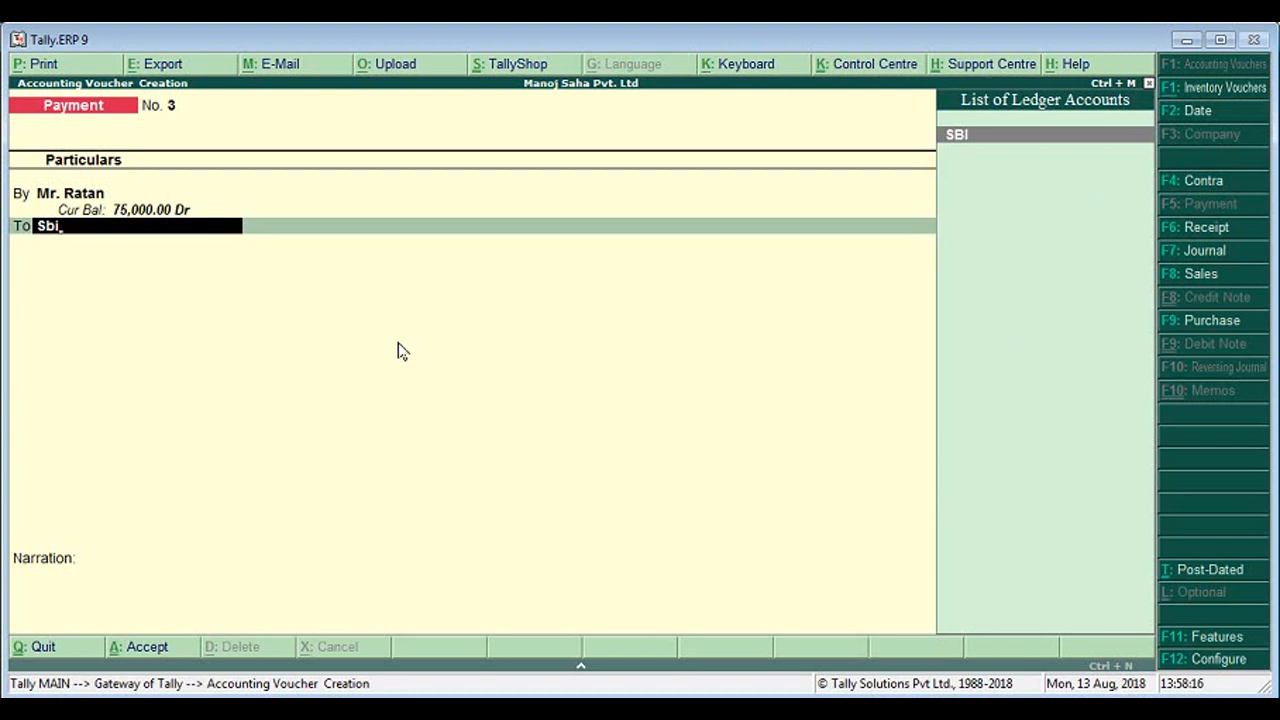 Tally.ERP 9
P: Print E: Export M: E-Mail O: Upload S: TallyShop G: Language K: Keyboard K: Control Centre H: Support Centre H: Help
Accounting Voucher Creation Manoj Saha Pvt. Ltd Ctrl + M
Payment No. 3
List of Ledger Accounts
SBI
Particulars
By Mr. Ratan
Cur Bal: 75,000.00 Dr
To Sbi
Narration:
F1: Accounting Vouchers
F1: Inventory Vouchers
F2: Date
F3: Company
F4: Contra
F5: Payment
F6: Receipt
F7: Journal
F8: Sales
F8: Credit Note
F9: Purchase
F9: Debit Note
F10: Reversing Journal
F10: Memos
T: Post-Dated
L: Optional
F11: Features
F12: Configure
Q: Quit A: Accept D: Delete X: Cancel
Ctrl + N
Tally MAIN --> Gateway of Tally --> Accounting Voucher Creation © Tally Solutions Pvt Ltd., 1988-2018 Mon, 13 Aug, 2018 13:58:16